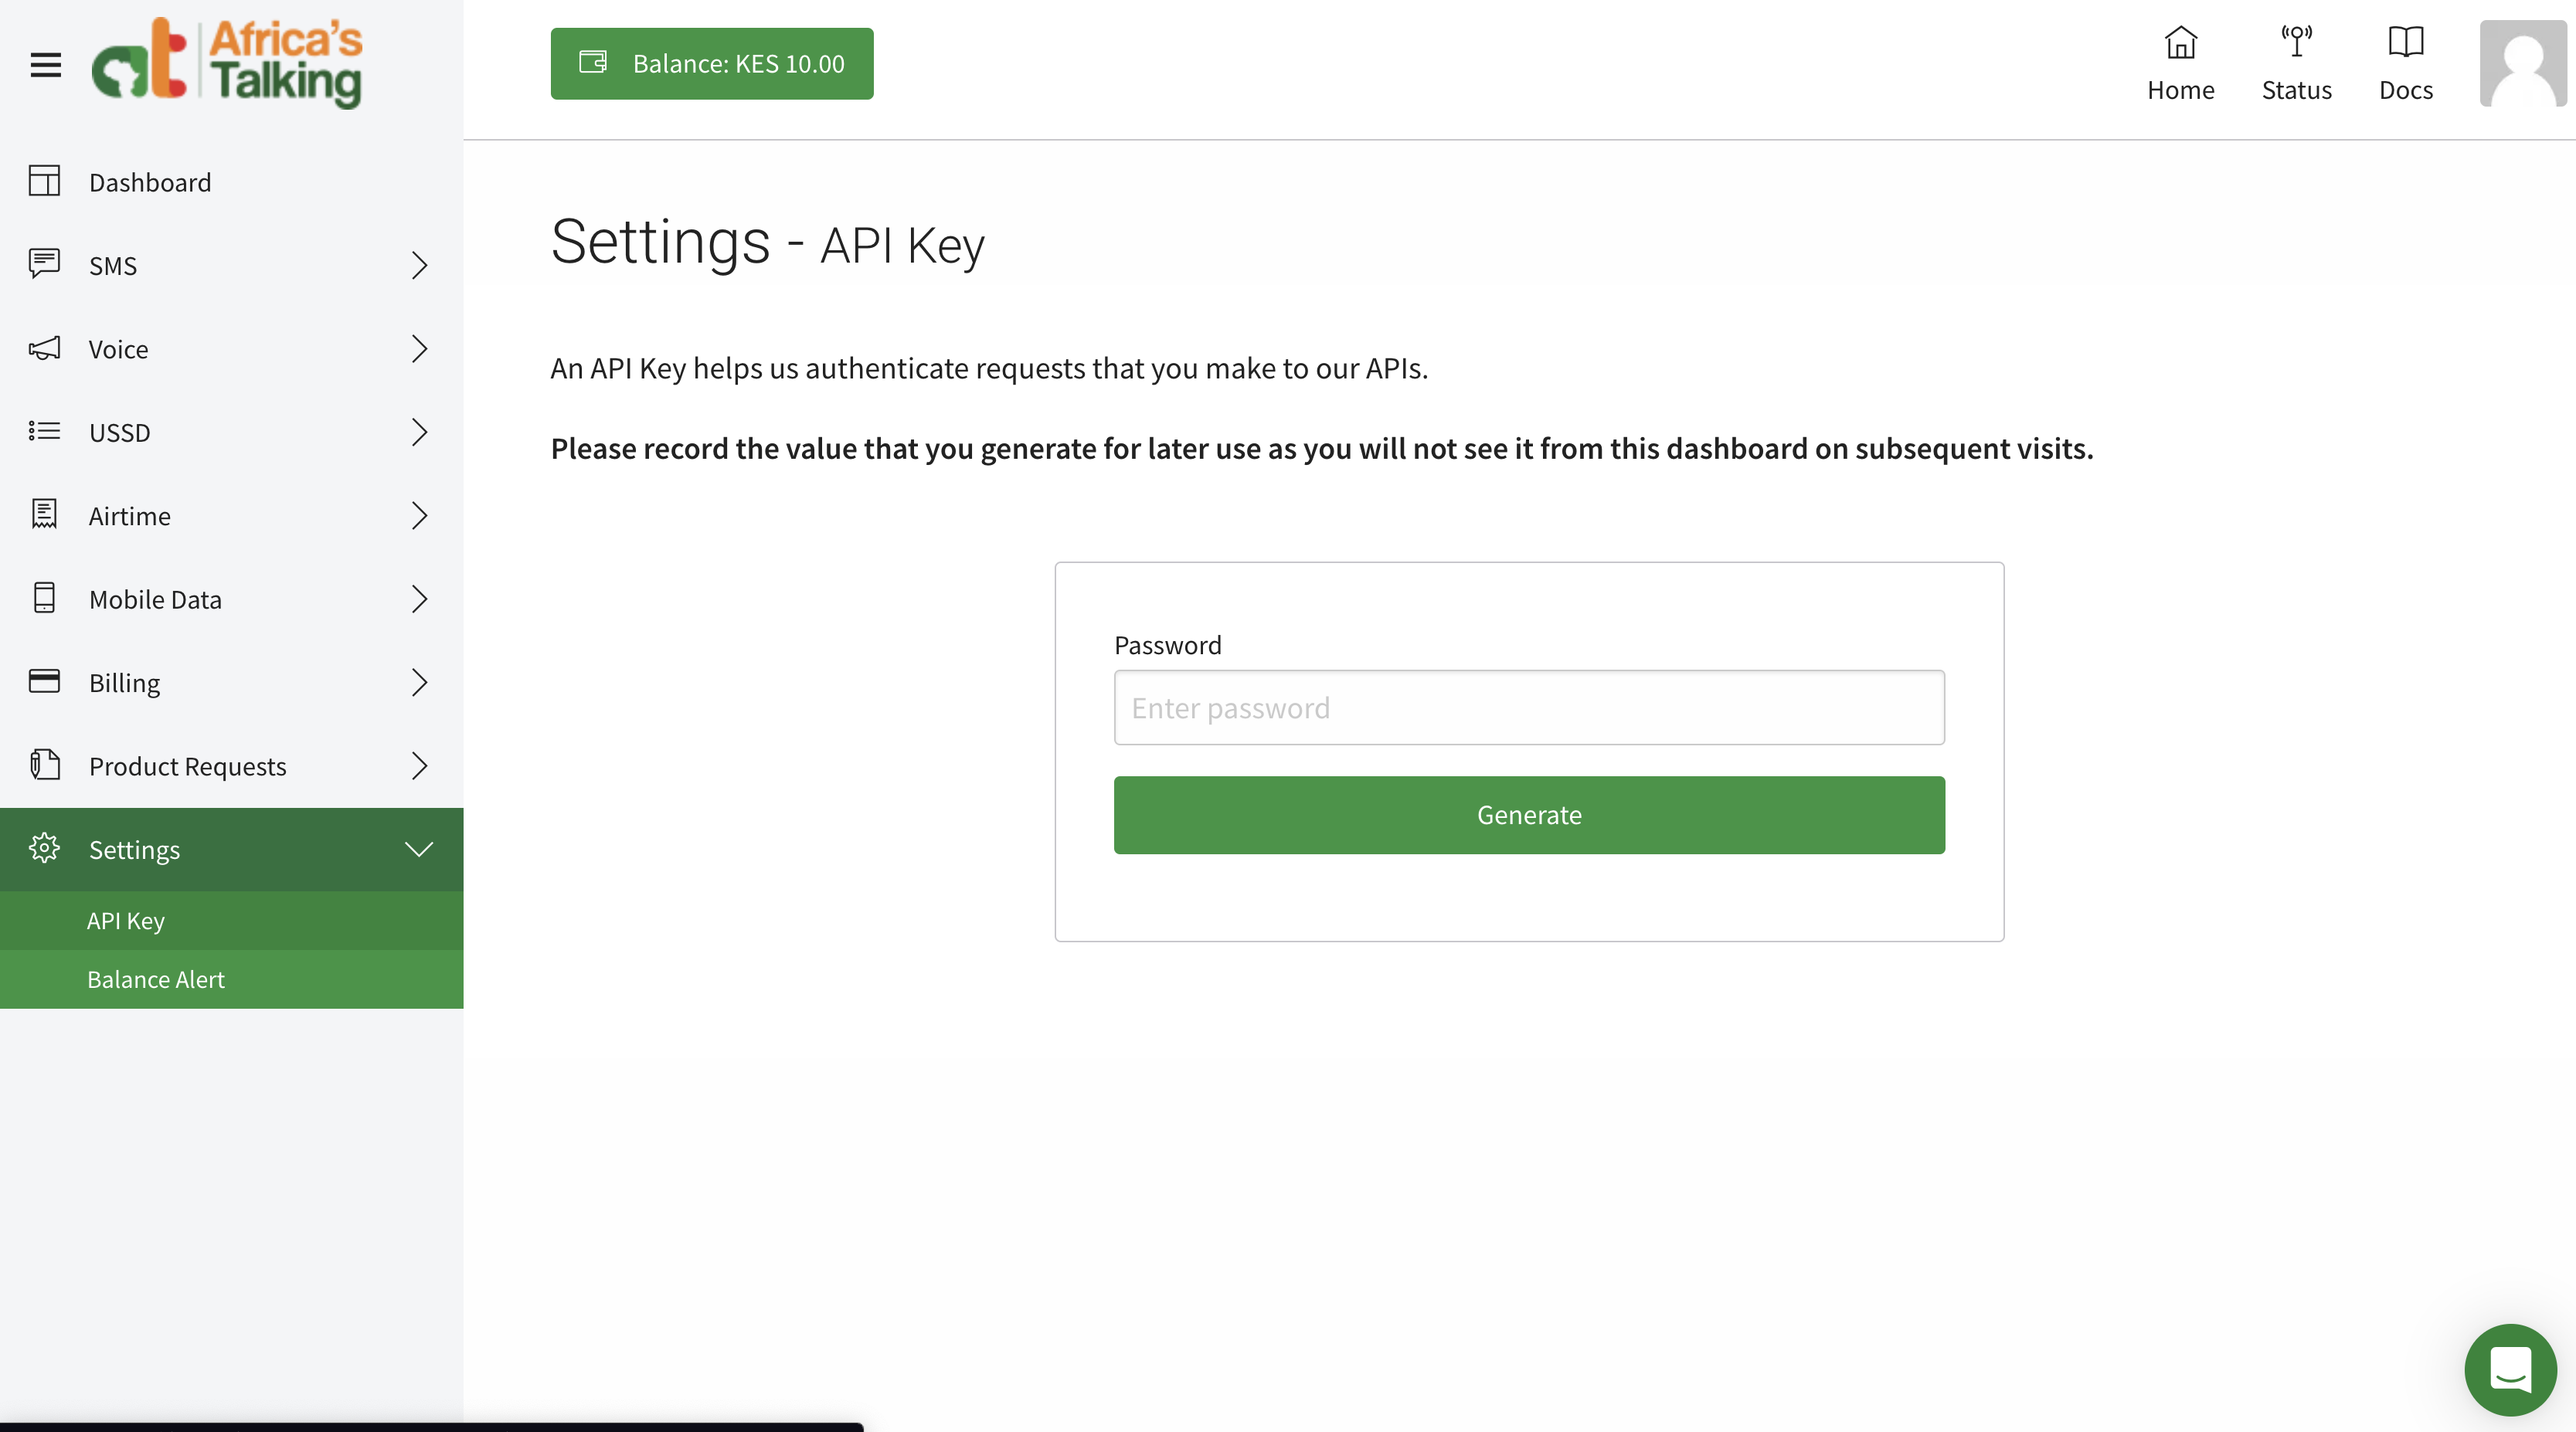 Africa's
Talking
Balance: KES 10.00
Home
Status
Docs
Dashboard
SMS
Voice
USSD
Airtime
Mobile Data
Billing
Product Requests
Settings
API Key
Balance Alert
Settings - API Key
An API Key helps us authenticate requests that you make to our APIs.
Please record the value that you generate for later use as you will not see it from this dashboard on subsequent visits.
Password
Enter password
Generate